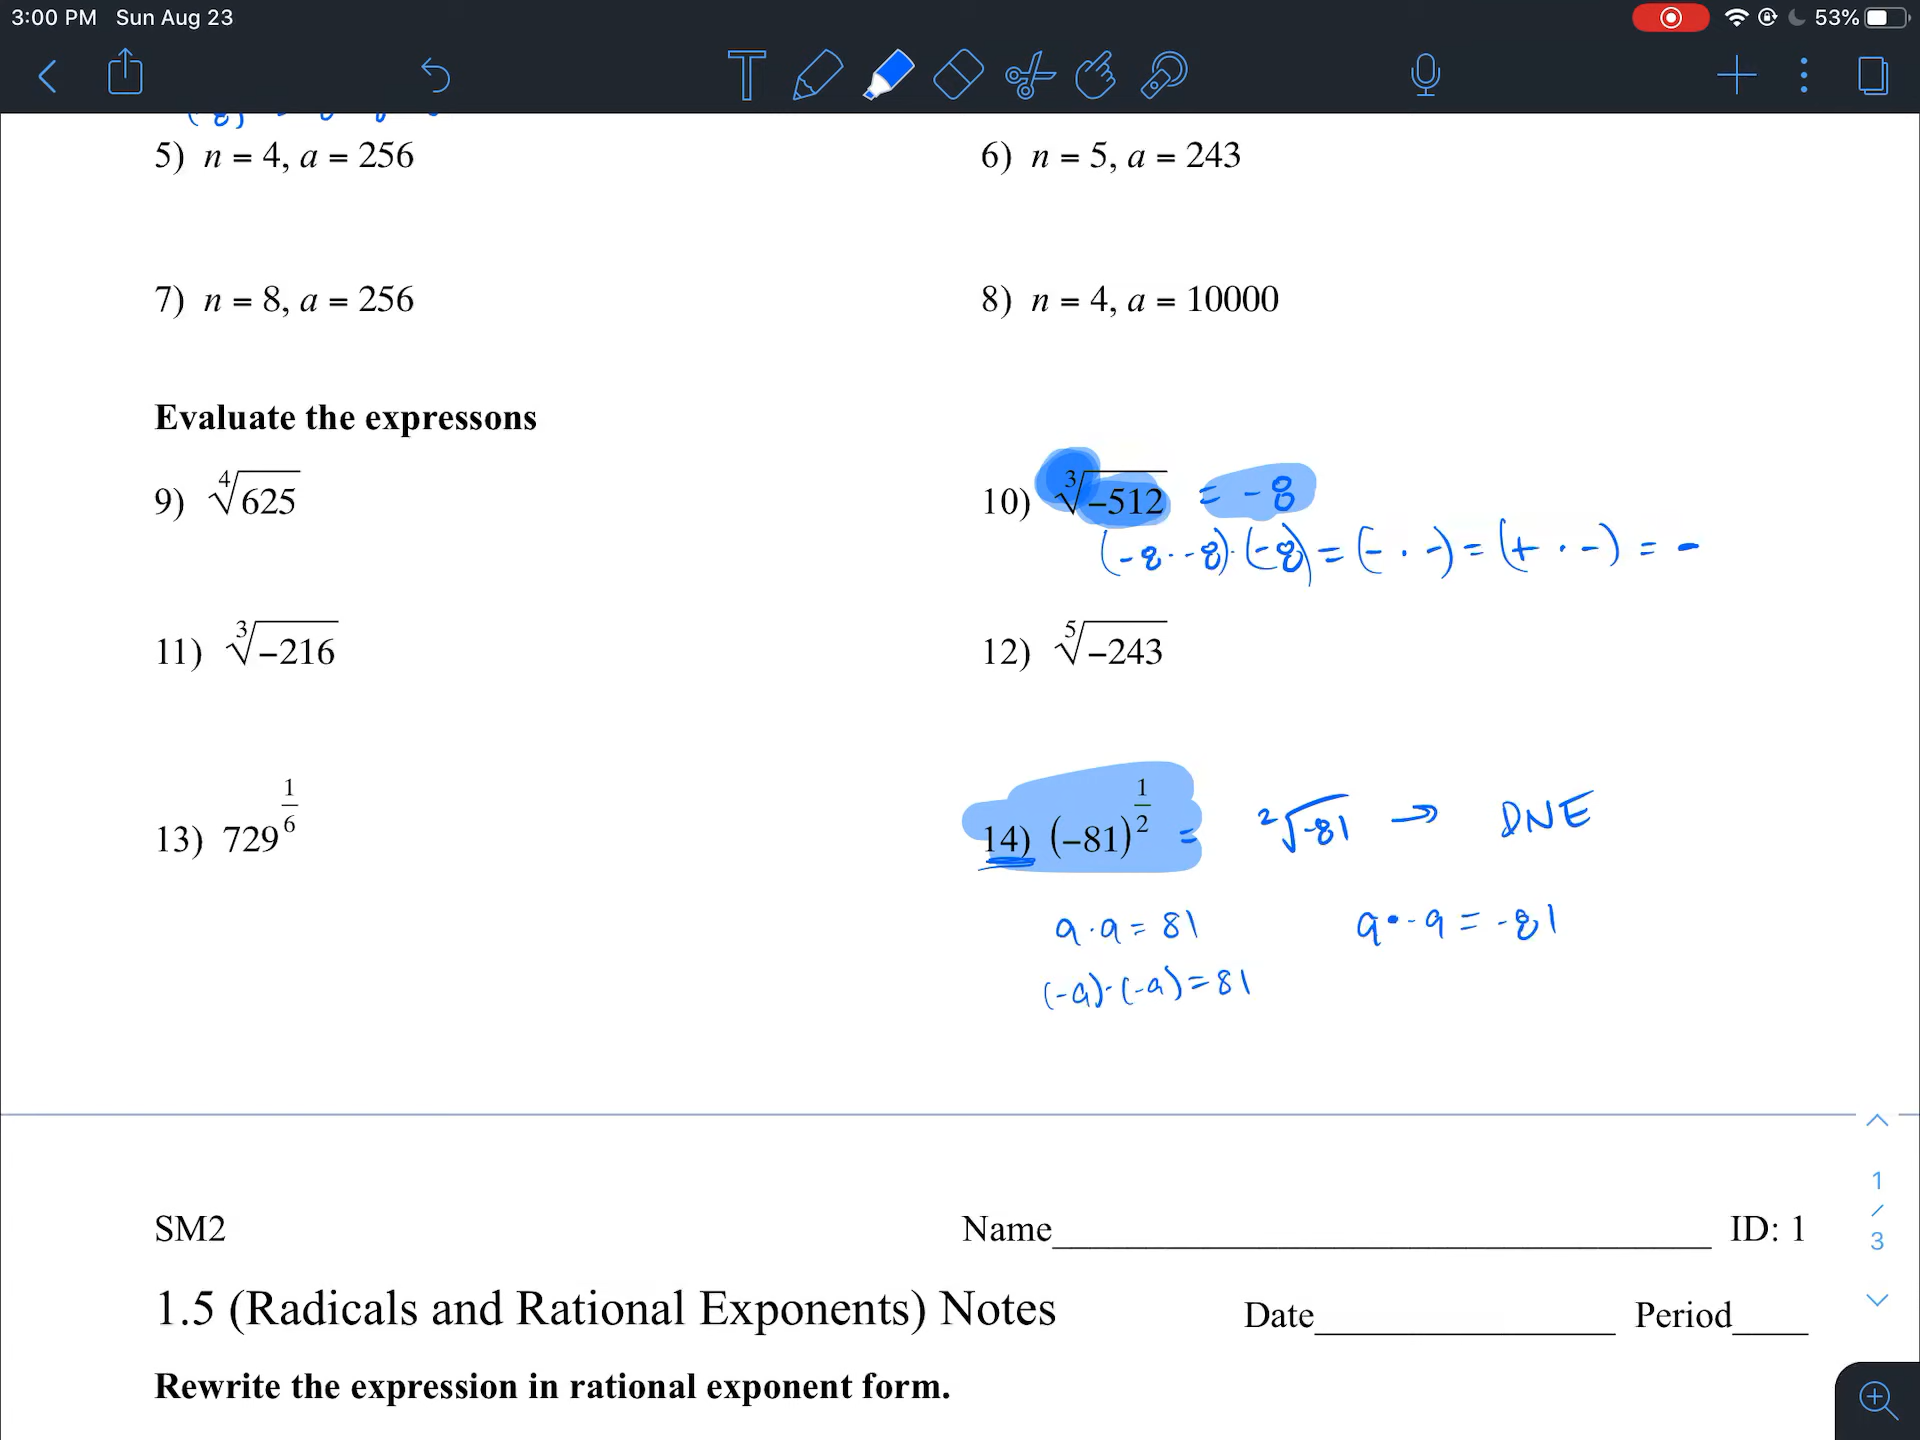 3:00 PM Sun Aug 23 53%
5) n = 4, a = 256
6) n = 5, a = 243
7) n = 8, a = 256
8) n = 4, a = 10000
Evaluate the expressons
9) ⁴√625
10) ³√−512 = -8
(-8 · -8) · (-8) = (- · -) = (+ · -) = -
11) ³√−216
12) ⁵√−243
13) 729^(1/6)
14) (−81)^(1/2) = ²√-81 → DNE
9 · 9 = 81
9 · -9 = -81
(-9) · (-9) = 81
1 / 3
SM2
Name____________________ ID: 1
1.5 (Radicals and Rational Exponents) Notes
Date______________ Period____
Rewrite the expression in rational exponent form.